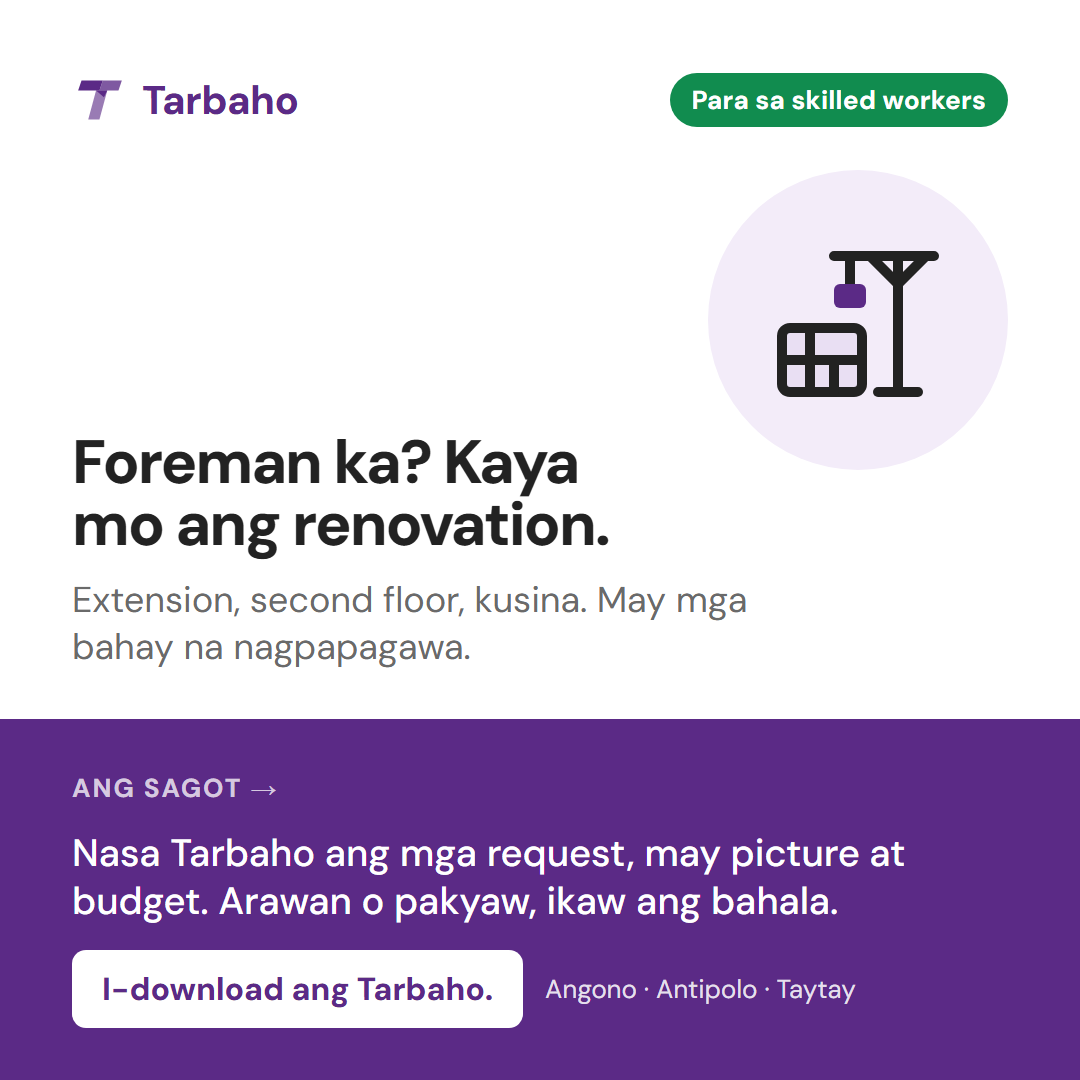 Tarbaho
Para sa skilled workers
Foreman ka? Kaya
mo ang renovation.
Extension, second floor, kusina. May mga
bahay na nagpapagawa.
ANG SAGOT →
Nasa Tarbaho ang mga request, may picture at
budget. Arawan o pakyaw, ikaw ang bahala.
I-download ang Tarbaho.
Angono · Antipolo · Taytay